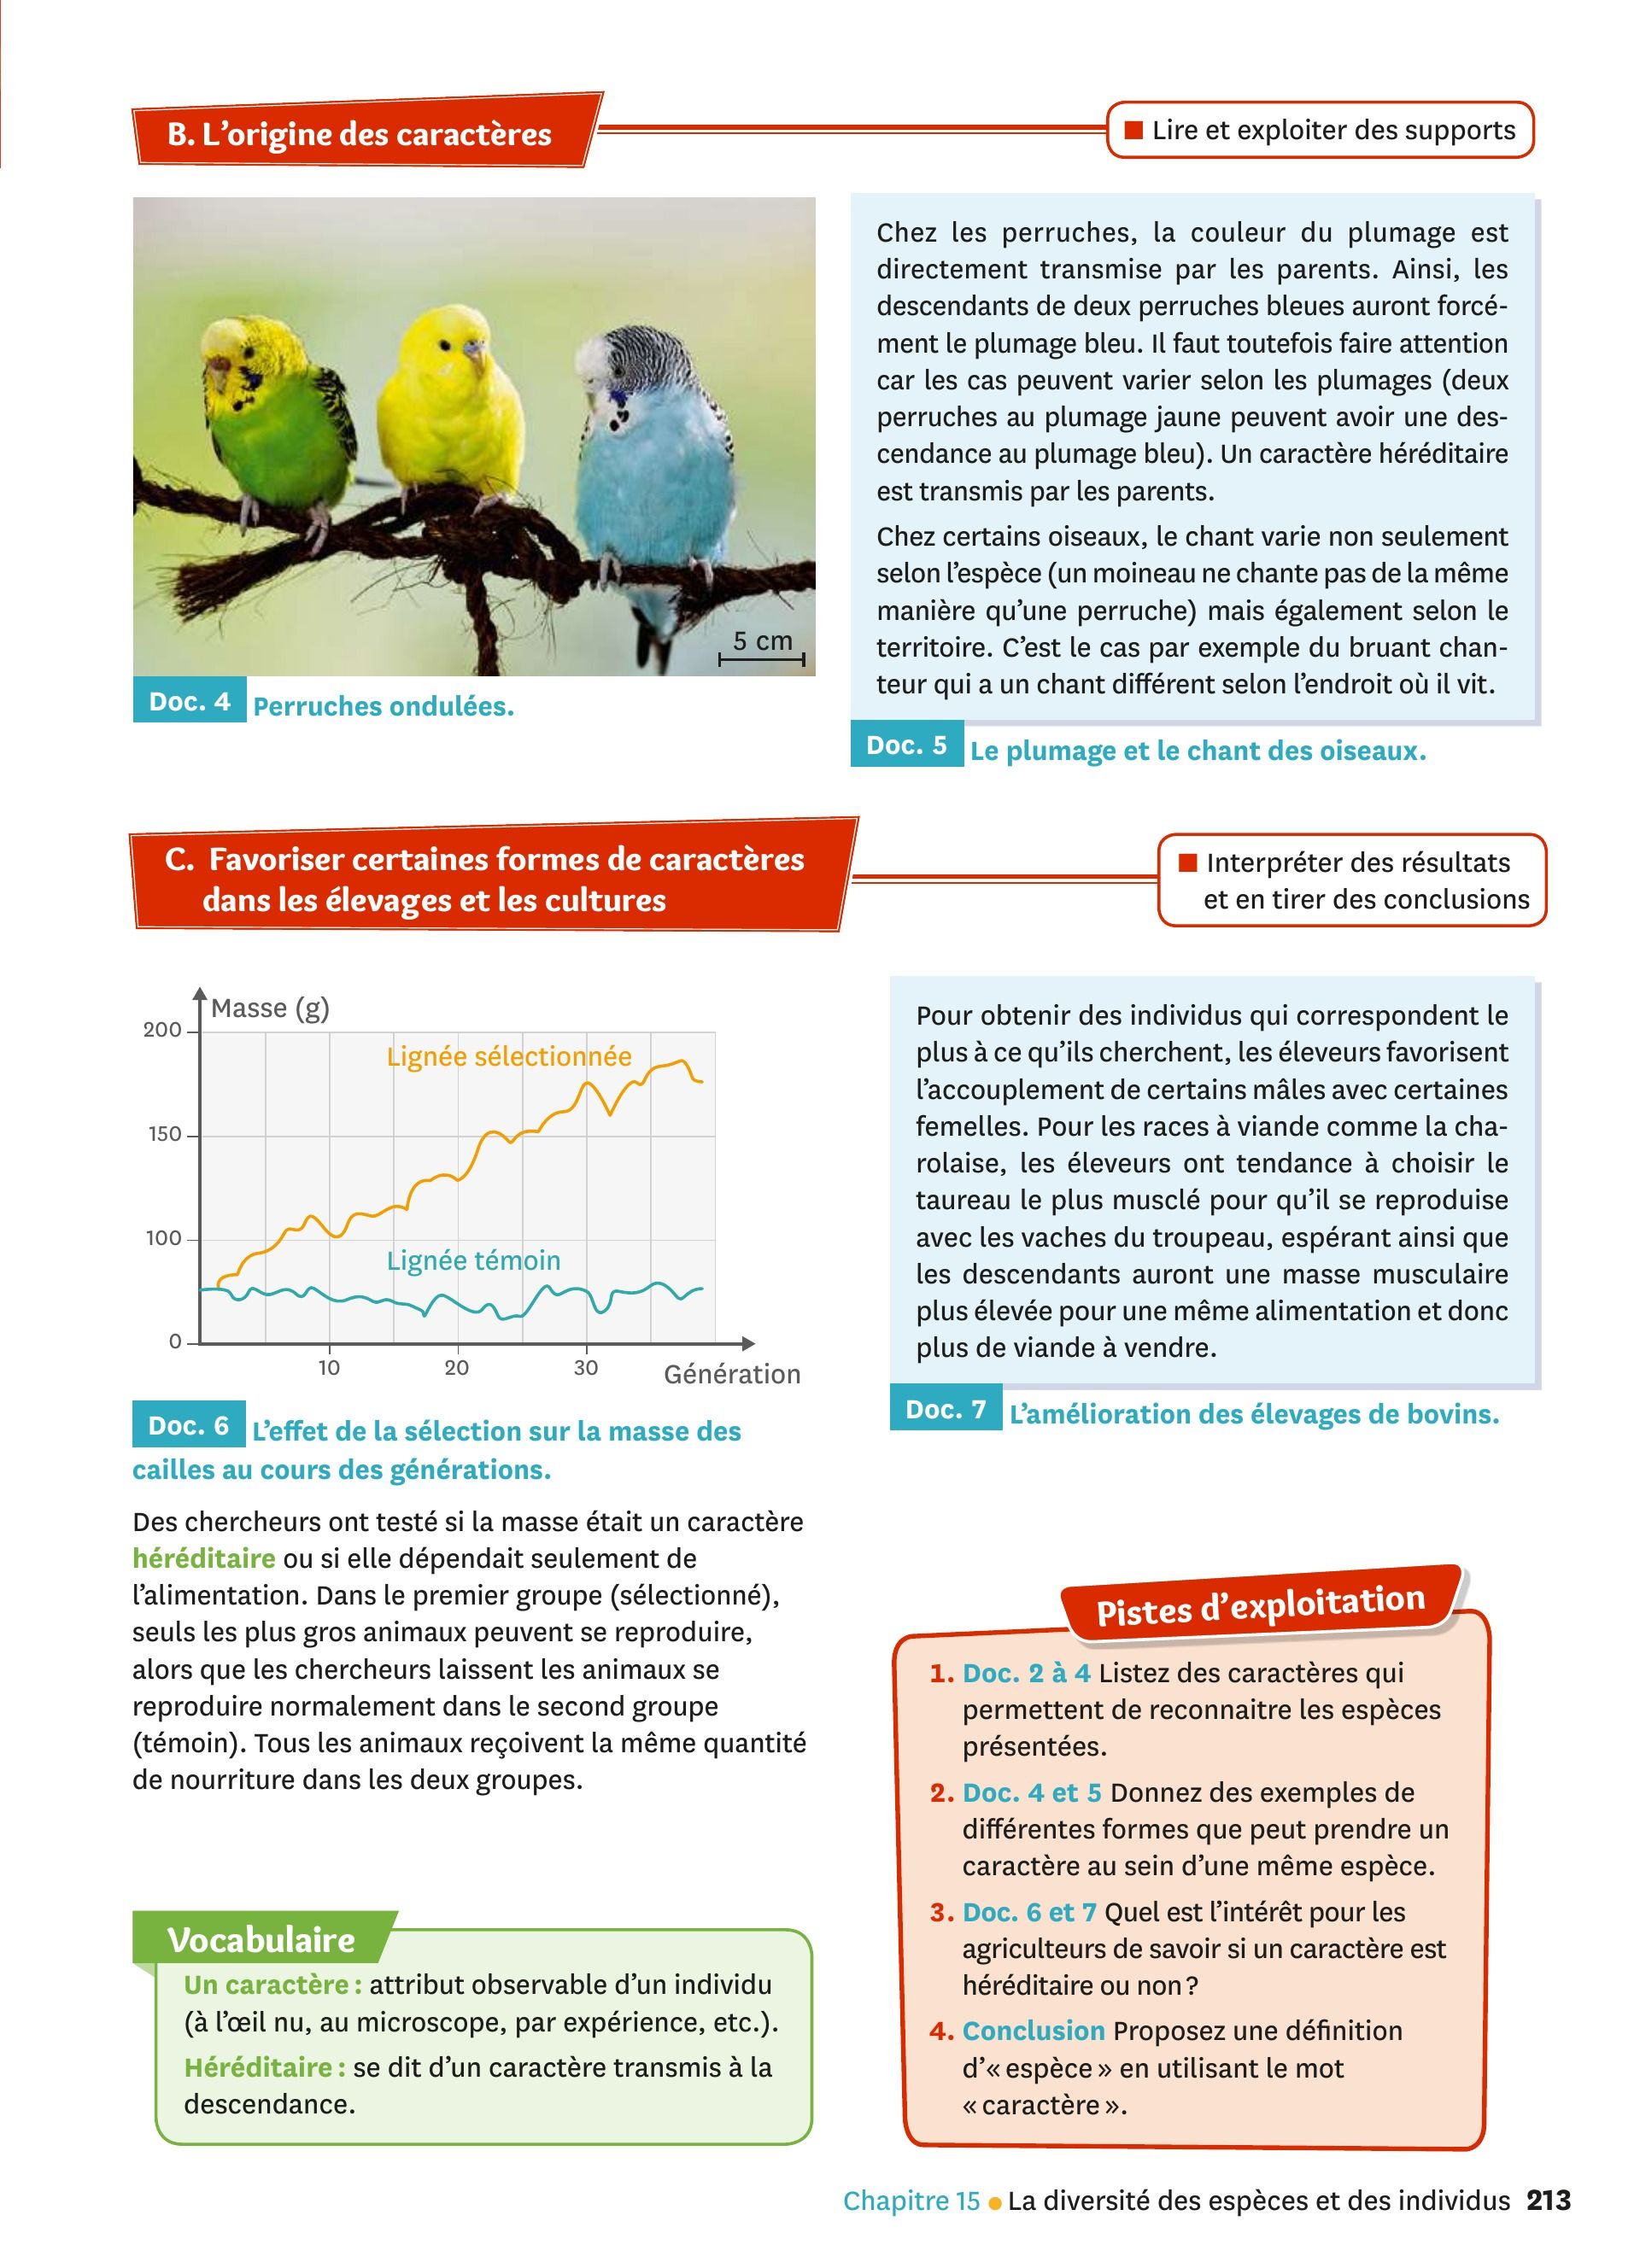 B. L'origine des caractères
■ Lire et exploiter des supports
5 cm
Doc. 4 Perruches ondulées.
Chez les perruches, la couleur du plumage est
directement transmise par les parents. Ainsi, les
descendants de deux perruches bleues auront forcé-
ment le plumage bleu. Il faut toutefois faire attention
car les cas peuvent varier selon les plumages (deux
perruches au plumage jaune peuvent avoir une des-
cendance au plumage bleu). Un caractère héréditaire
est transmis par les parents.
Chez certains oiseaux, le chant varie non seulement
selon l'espèce (un moineau ne chante pas de la même
manière qu'une perruche) mais également selon le
territoire. C'est le cas par exemple du bruant chan-
teur qui a un chant différent selon l'endroit où il vit.
Doc. 5 Le plumage et le chant des oiseaux.
C. Favoriser certaines formes de caractères
dans les élevages et les cultures
■ Interpréter des résultats
et en tirer des conclusions
Masse (g)
200
150
100
0
Lignée sélectionnée
Lignée témoin
10 20 30
Génération
Doc. 6 L'effet de la sélection sur la masse des
cailles au cours des générations.
Des chercheurs ont testé si la masse était un caractère
héréditaire ou si elle dépendait seulement de
l'alimentation. Dans le premier groupe (sélectionné),
seuls les plus gros animaux peuvent se reproduire,
alors que les chercheurs laissent les animaux se
reproduire normalement dans le second groupe
(témoin). Tous les animaux reçoivent la même quantité
de nourriture dans les deux groupes.
Pour obtenir des individus qui correspondent le
plus à ce qu'ils cherchent, les éleveurs favorisent
l'accouplement de certains mâles avec certaines
femelles. Pour les races à viande comme la cha-
rolaise, les éleveurs ont tendance à choisir le
taureau le plus musclé pour qu'il se reproduise
avec les vaches du troupeau, espérant ainsi que
les descendants auront une masse musculaire
plus élevée pour une même alimentation et donc
plus de viande à vendre.
Doc. 7 L'amélioration des élevages de bovins.
Vocabulaire
Un caractère : attribut observable d'un individu
(à l'œil nu, au microscope, par expérience, etc.).
Héréditaire : se dit d'un caractère transmis à la
descendance.
Pistes d'exploitation
1. Doc. 2 à 4 Listez des caractères qui
permettent de reconnaitre les espèces
présentées.
2. Doc. 4 et 5 Donnez des exemples de
différentes formes que peut prendre un
caractère au sein d'une même espèce.
3. Doc. 6 et 7 Quel est l'intérêt pour les
agriculteurs de savoir si un caractère est
héréditaire ou non ?
4. Conclusion Proposez une définition
d'« espèce » en utilisant le mot
« caractère ».
Chapitre 15 ● La diversité des espèces et des individus 213